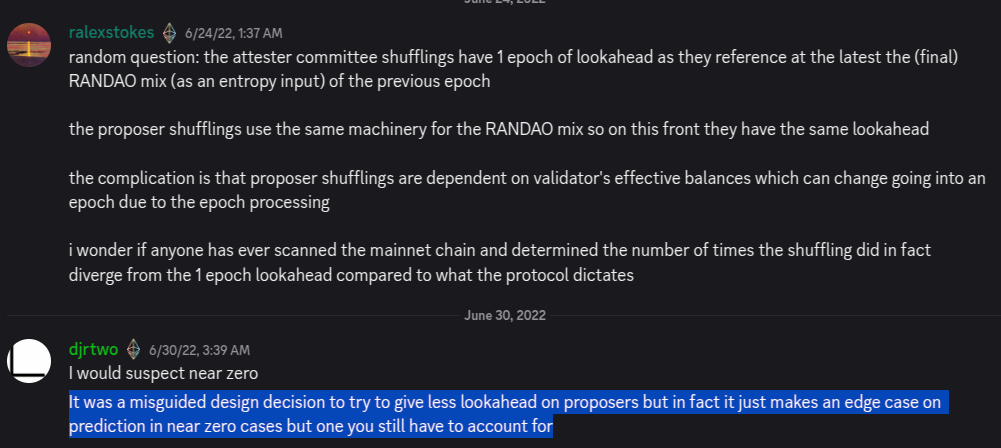 June 24, 2022
ralexstokes 6/24/22, 1:37 AM
random question: the attester committee shufflings have 1 epoch of lookahead as they reference at the latest the (final)
RANDAO mix (as an entropy input) of the previous epoch
the proposer shufflings use the same machinery for the RANDAO mix so on this front they have the same lookahead
the complication is that proposer shufflings are dependent on validator's effective balances which can change going into an
epoch due to the epoch processing
i wonder if anyone has ever scanned the mainnet chain and determined the number of times the shuffling did in fact
diverge from the 1 epoch lookahead compared to what the protocol dictates
June 30, 2022
djrtwo 6/30/22, 3:39 AM
I would suspect near zero
It was a misguided design decision to try to give less lookahead on proposers but in fact it just makes an edge case on
prediction in near zero cases but one you still have to account for